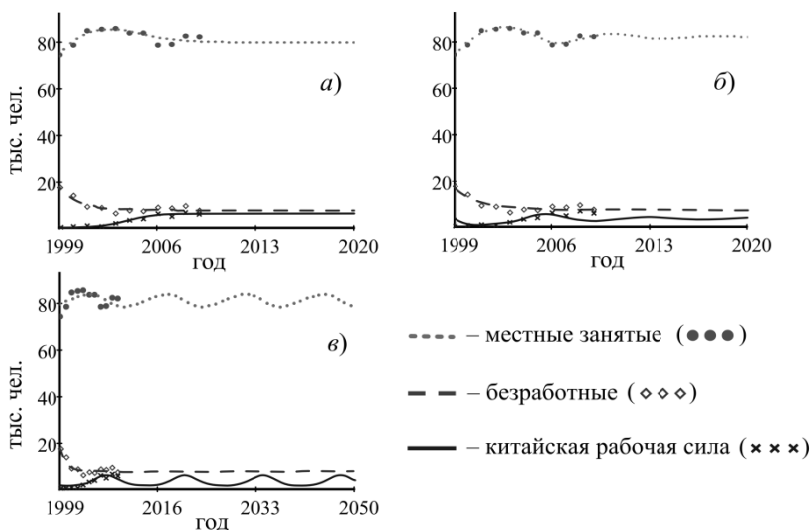 80
60
40
20
тыс. чел.
а)
1999
2006
2013
2020
год
80
60
40
20
б)
1999
2006
2013
2020
год
80
60
40
20
тыс. чел.
в)
1999
2016
2033
2050
год
– местные занятые (●●●)
– безработные (◇◇◇)
– китайская рабочая сила (×××)